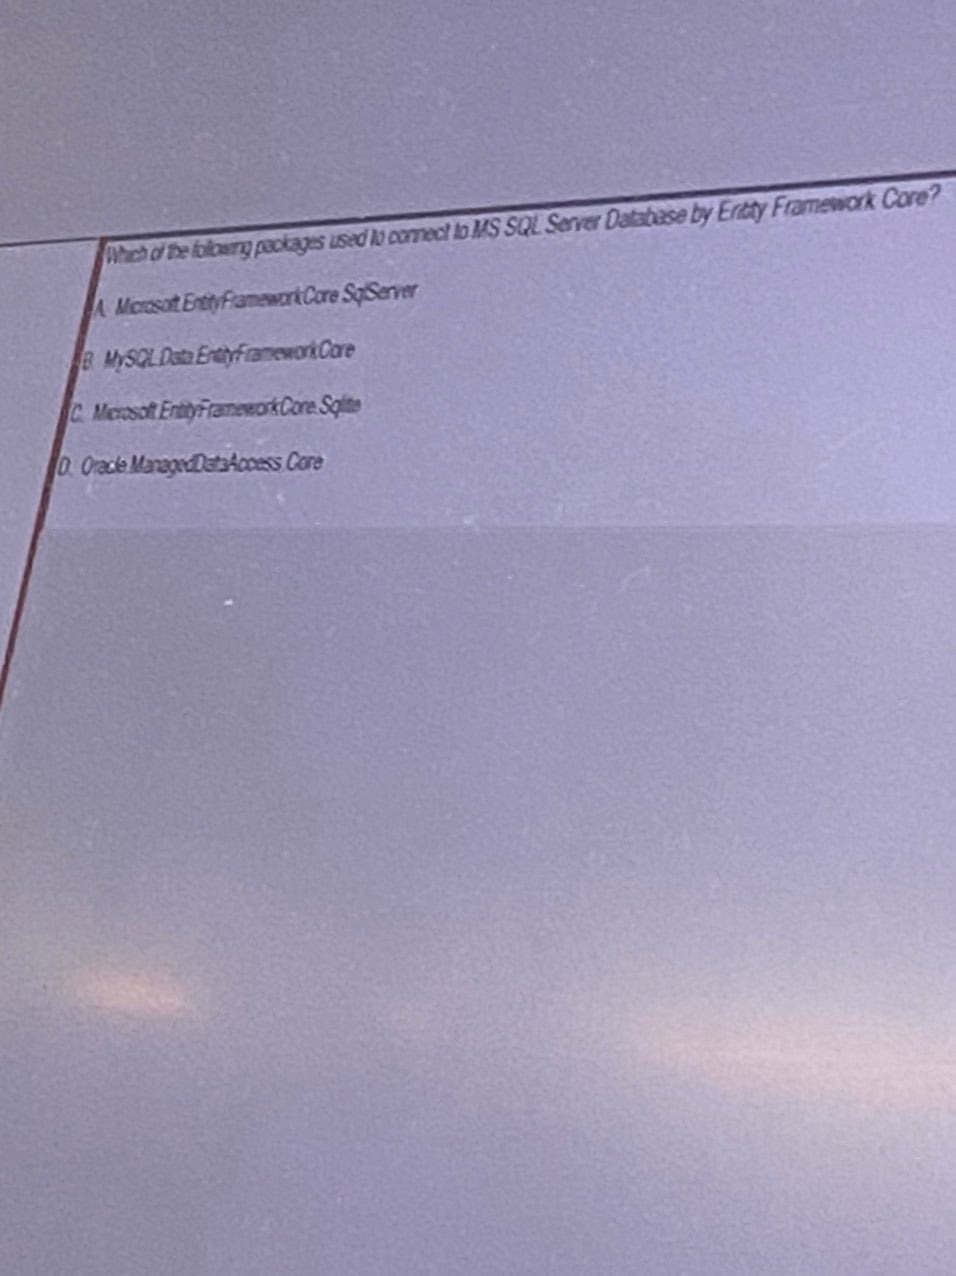 Which of the following packages used to connect to MS SQL Server Database by Entity Framework Core?
A. Microsoft.EntityFrameworkCore.SqlServer
B. MySQL.Data.EntityFrameworkCore
C. Microsoft.EntityFrameworkCore.Sqlite
D. Oracle.ManagedDataAccess.Core